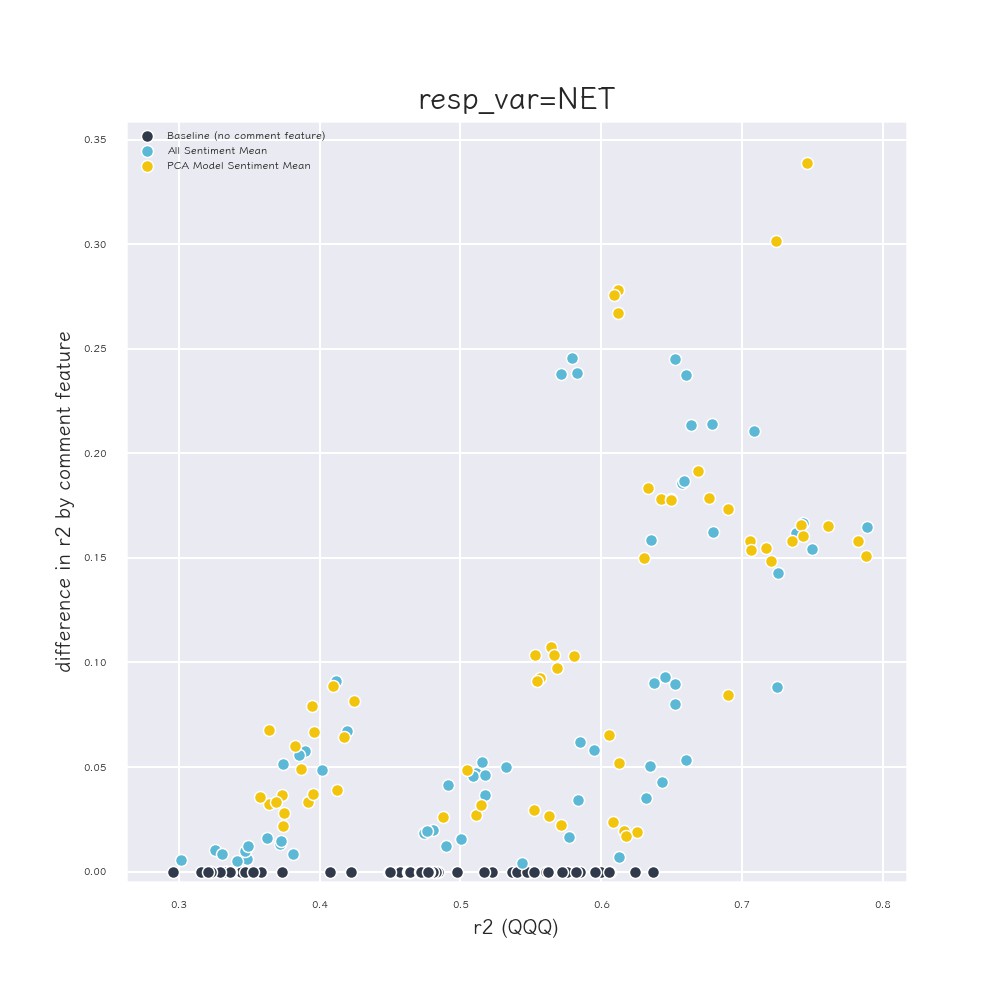 resp_var=NET
Baseline (no comment feature)
All Sentiment Mean
PCA Model Sentiment Mean
0.35
0.30
0.25
0.20
0.15
0.10
0.05
0.00
difference in r2 by comment feature
0.3 0.4 0.5 0.6 0.7 0.8
r2 (QQQ)